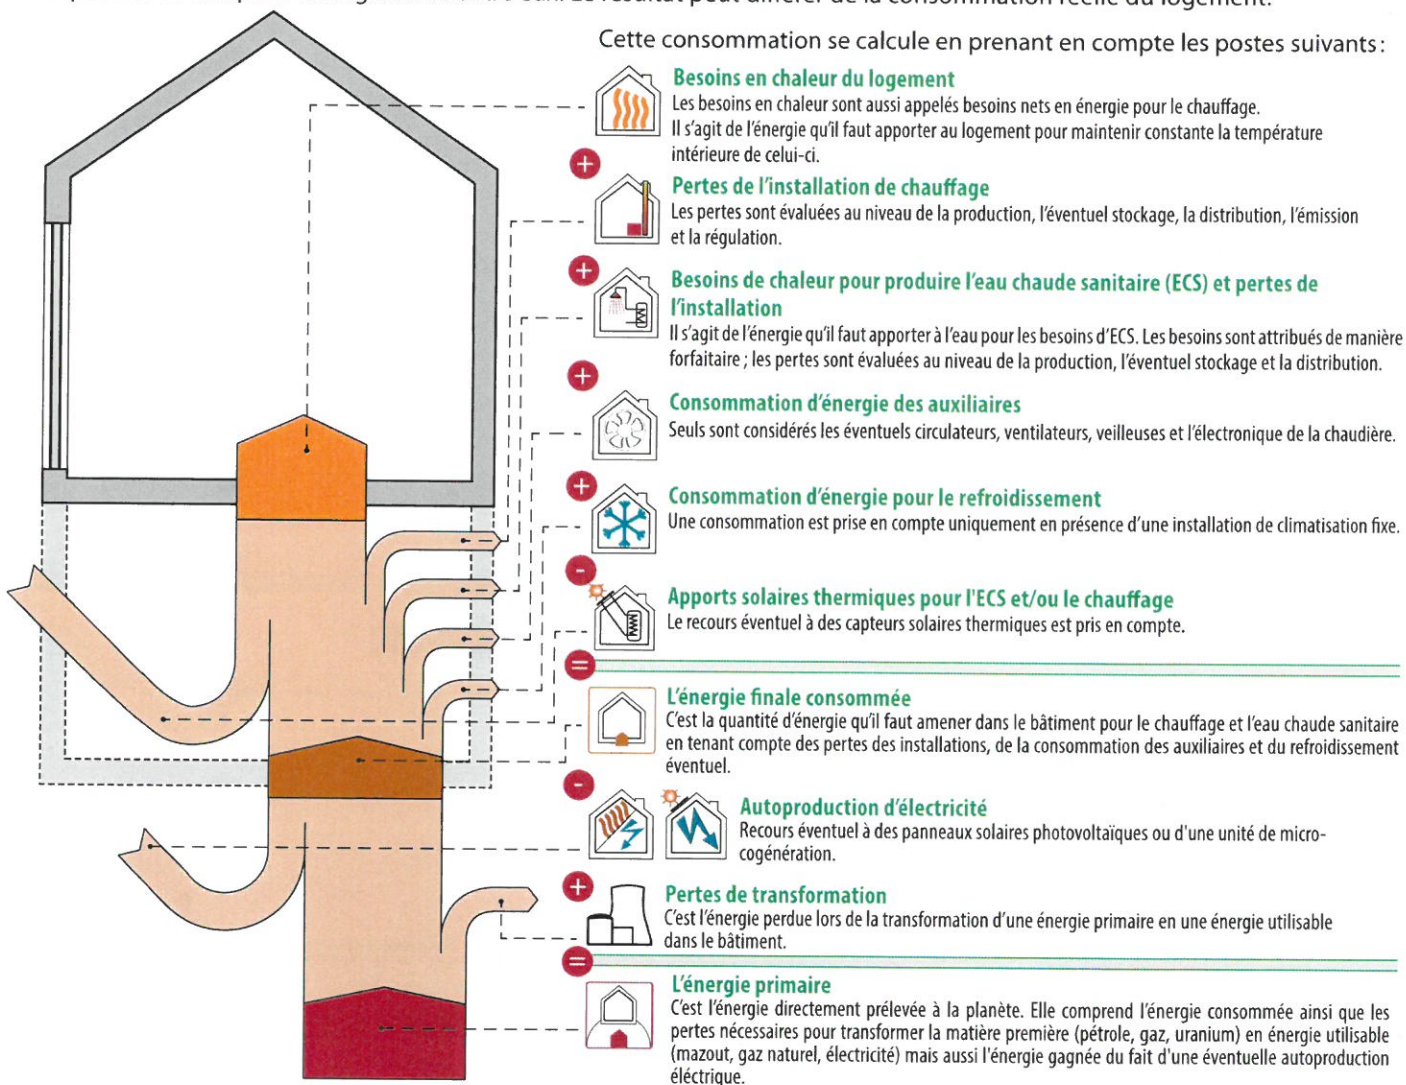 Le résultat peut différer de la consommation réelle du logement.
Cette consommation se calcule en prenant en compte les postes suivants :
Besoins en chaleur du logement
Les besoins en chaleur sont aussi appelés besoins nets en énergie pour le chauffage.
Il s'agit de l'énergie qu'il faut apporter au logement pour maintenir constante la température
intérieure de celui-ci.
+
Pertes de l'installation de chauffage
Les pertes sont évaluées au niveau de la production, l'éventuel stockage, la distribution, l'émission
et la régulation.
+
Besoins de chaleur pour produire l'eau chaude sanitaire (ECS) et pertes de
l'installation
Il s'agit de l'énergie qu'il faut apporter à l'eau pour les besoins d'ECS. Les besoins sont attribués de manière
forfaitaire ; les pertes sont évaluées au niveau de la production, l'éventuel stockage et la distribution.
+
Consommation d'énergie des auxiliaires
Seuls sont considérés les éventuels circulateurs, ventilateurs, veilleuses et l'électronique de la chaudière.
+
Consommation d'énergie pour le refroidissement
Une consommation est prise en compte uniquement en présence d'une installation de climatisation fixe.
-
Apports solaires thermiques pour l'ECS et/ou le chauffage
Le recours éventuel à des capteurs solaires thermiques est pris en compte.
=
L'énergie finale consommée
C'est la quantité d'énergie qu'il faut amener dans le bâtiment pour le chauffage et l'eau chaude sanitaire
en tenant compte des pertes des installations, de la consommation des auxiliaires et du refroidissement
éventuel.
-
Autoproduction d'électricité
Recours éventuel à des panneaux solaires photovoltaïques ou d'une unité de micro-
cogénération.
+
Pertes de transformation
C'est l'énergie perdue lors de la transformation d'une énergie primaire en une énergie utilisable
dans le bâtiment.
=
L'énergie primaire
C'est l'énergie directement prélevée à la planète. Elle comprend l'énergie consommée ainsi que les
pertes nécessaires pour transformer la matière première (pétrole, gaz, uranium) en énergie utilisable
(mazout, gaz naturel, électricité) mais aussi l'énergie gagnée du fait d'une éventuelle autoproduction
éléctrique.